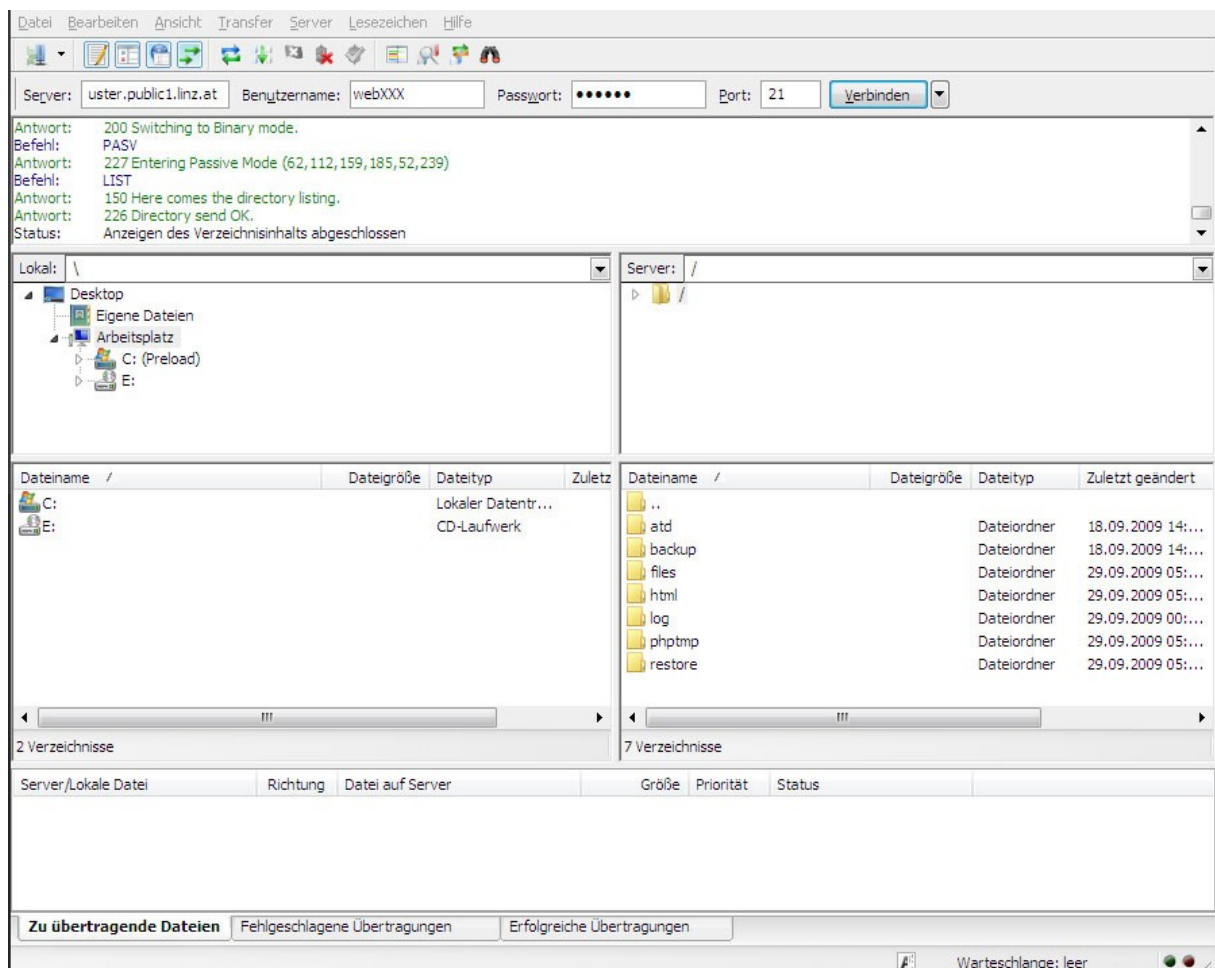 Datei Bearbeiten Ansicht Transfer Server Lesezeichen Hilfe
Server: uster.public1.linz.at Benutzername: webXXX Passwort: •••••• Port: 21 Verbinden
Antwort: 200 Switching to Binary mode.
Befehl: PASV
Antwort: 227 Entering Passive Mode (62,112,159,185,52,239)
Befehl: LIST
Antwort: 150 Here comes the directory listing.
Antwort: 226 Directory send OK.
Status: Anzeigen des Verzeichnisinhalts abgeschlossen
Lokal: \
Desktop
Eigene Dateien
Arbeitsplatz
C: (Preload)
E:
Server: /
/
Dateiname / Dateigröße Dateityp Zuletz
C: Lokaler Datentr...
E: CD-Laufwerk
2 Verzeichnisse
Dateiname / Dateigröße Dateityp Zuletzt geändert
..
atd Dateiordner 18.09.2009 14:...
backup Dateiordner 18.09.2009 14:...
files Dateiordner 29.09.2009 05:...
html Dateiordner 29.09.2009 05:...
log Dateiordner 29.09.2009 00:...
phptmp Dateiordner 29.09.2009 05:...
restore Dateiordner 29.09.2009 05:...
7 Verzeichnisse
Server/Lokale Datei Richtung Datei auf Server Größe Priorität Status
Zu übertragende Dateien Fehlgeschlagene Übertragungen Erfolgreiche Übertragungen
Warteschlange: leer